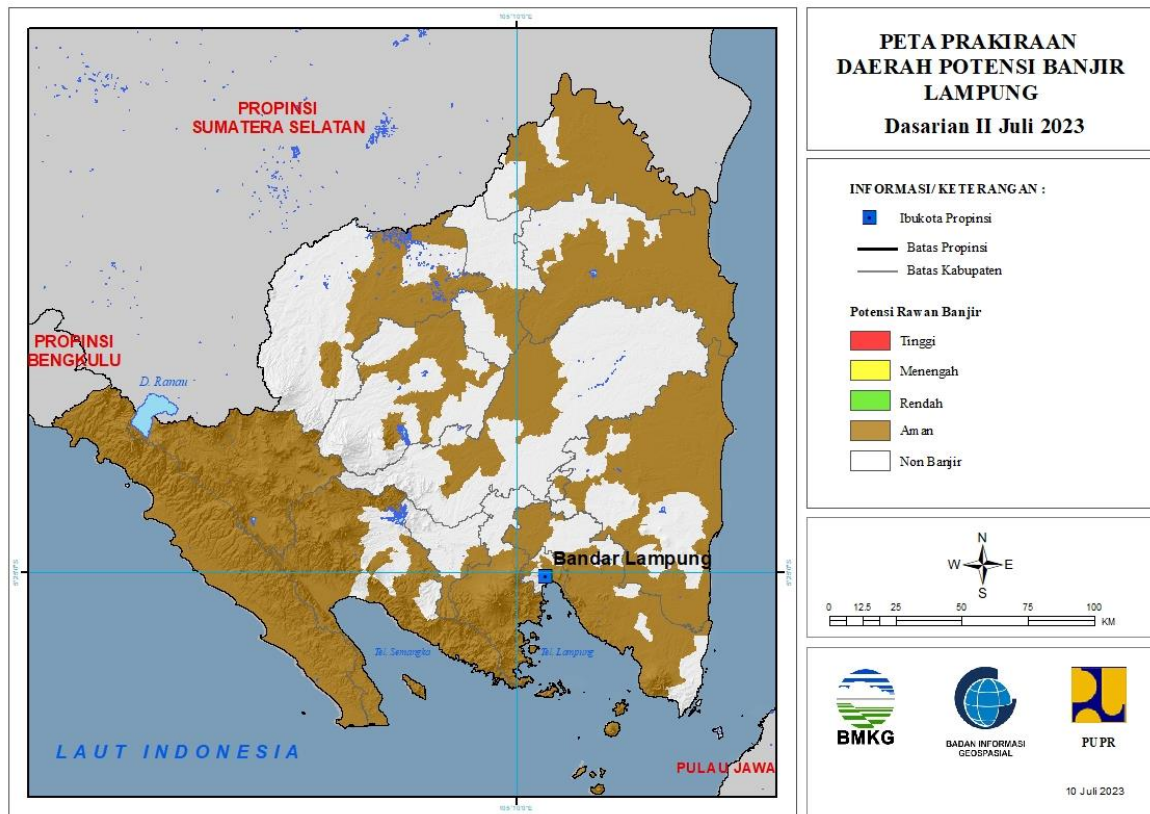 PETA PRAKIRAAN
DAERAH POTENSI BANJIR
LAMPUNG
Dasarian II Juli 2023
INFORMASI/ KETERANGAN :
Ibukota Propinsi
Batas Propinsi
Batas Kabupaten
Potensi Rawan Banjir
Tinggi
Menengah
Rendah
Aman
Non Banjir
N
W
E
S
0 12.5 25 50 75 100
KM
BMKG
BADAN INFORMASI
GEOSPASIAL
PUPR
10 Juli 2023
PROPINSI
SUMATERA SELATAN
PROPINSI
BENGKULU
D. Ranau
Bandar Lampung
Tel. Semangka
Tel. Lampung
LAUT INDONESIA
PULAU JAWA